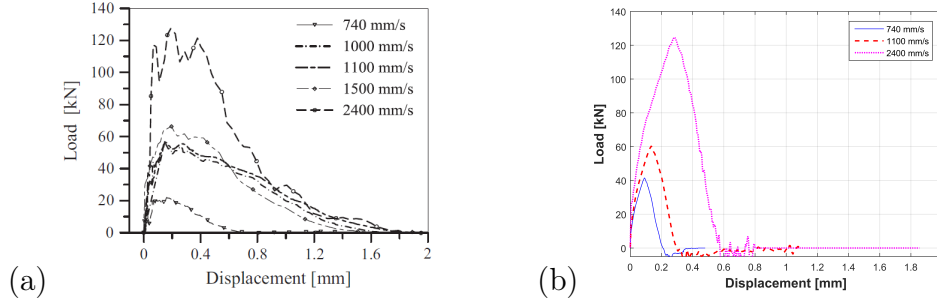 140
120
100
80
60
40
20
0
Load [kN]
0 0.4 0.8 1.2 1.6 2
Displacement [mm]
740 mm/s
1000 mm/s
1100 mm/s
1500 mm/s
2400 mm/s
(a)
140
120
100
80
60
40
20
0
Load [kN]
0 0.2 0.4 0.6 0.8 1 1.2 1.4 1.6 1.8
Displacement [mm]
740 mm/s
1100 mm/s
2400 mm/s
(b)